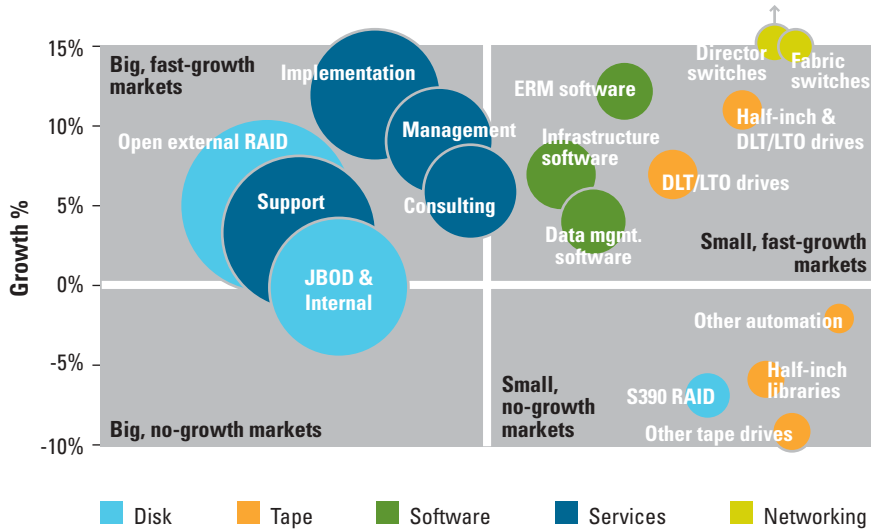 15%
10%
5%
0%
-5%
-10%
Growth %
Big, fast-growth
markets
Implementation
Management
Open external RAID
Support
Consulting
JBOD &
Internal
ERM software
Infrastructure
software
Data mgmt.
software
Director
switches
Fabric
switches
Half-inch &
DLT/LTO drives
DLT/LTO drives
Small, fast-growth
markets
Big, no-growth markets
Small,
no-growth
markets
Other automation
Half-inch
libraries
S390 RAID
Other tape drives
Disk
Tape
Software
Services
Networking